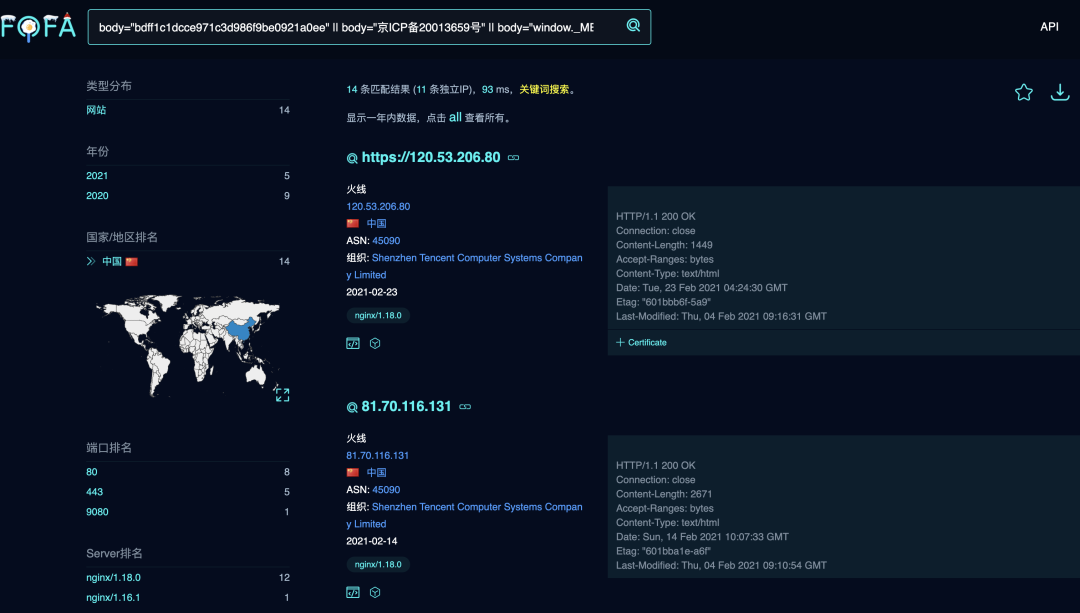 FOFA
body="bdff1c1dcce971c3d986f9be0921a0ee" || body="京ICP备20013659号" || body="window._ME
API
类型分布
网站 14
年份
2021 5
2020 9
国家/地区排名
中国 14
端口排名
80 8
443 5
9080 1
Server排名
nginx/1.18.0 12
nginx/1.16.1 1
14 条匹配结果 (11 条独立IP)，93 ms，关键词搜索。
显示一年内数据，点击 all 查看所有。
https://120.53.206.80
火线
120.53.206.80
中国
ASN: 45090
组织: Shenzhen Tencent Computer Systems Compan
y Limited
2021-02-23
nginx/1.18.0
HTTP/1.1 200 OK
Connection: close
Content-Length: 1449
Accept-Ranges: bytes
Content-Type: text/html
Date: Tue, 23 Feb 2021 04:24:30 GMT
Etag: "601bbb6f-5a9"
Last-Modified: Thu, 04 Feb 2021 09:16:31 GMT
Certificate
81.70.116.131
火线
81.70.116.131
中国
ASN: 45090
组织: Shenzhen Tencent Computer Systems Compan
y Limited
2021-02-14
nginx/1.18.0
HTTP/1.1 200 OK
Connection: close
Content-Length: 2671
Accept-Ranges: bytes
Content-Type: text/html
Date: Sun, 14 Feb 2021 10:07:33 GMT
Etag: "601bba1e-a6f"
Last-Modified: Thu, 04 Feb 2021 09:10:54 GMT